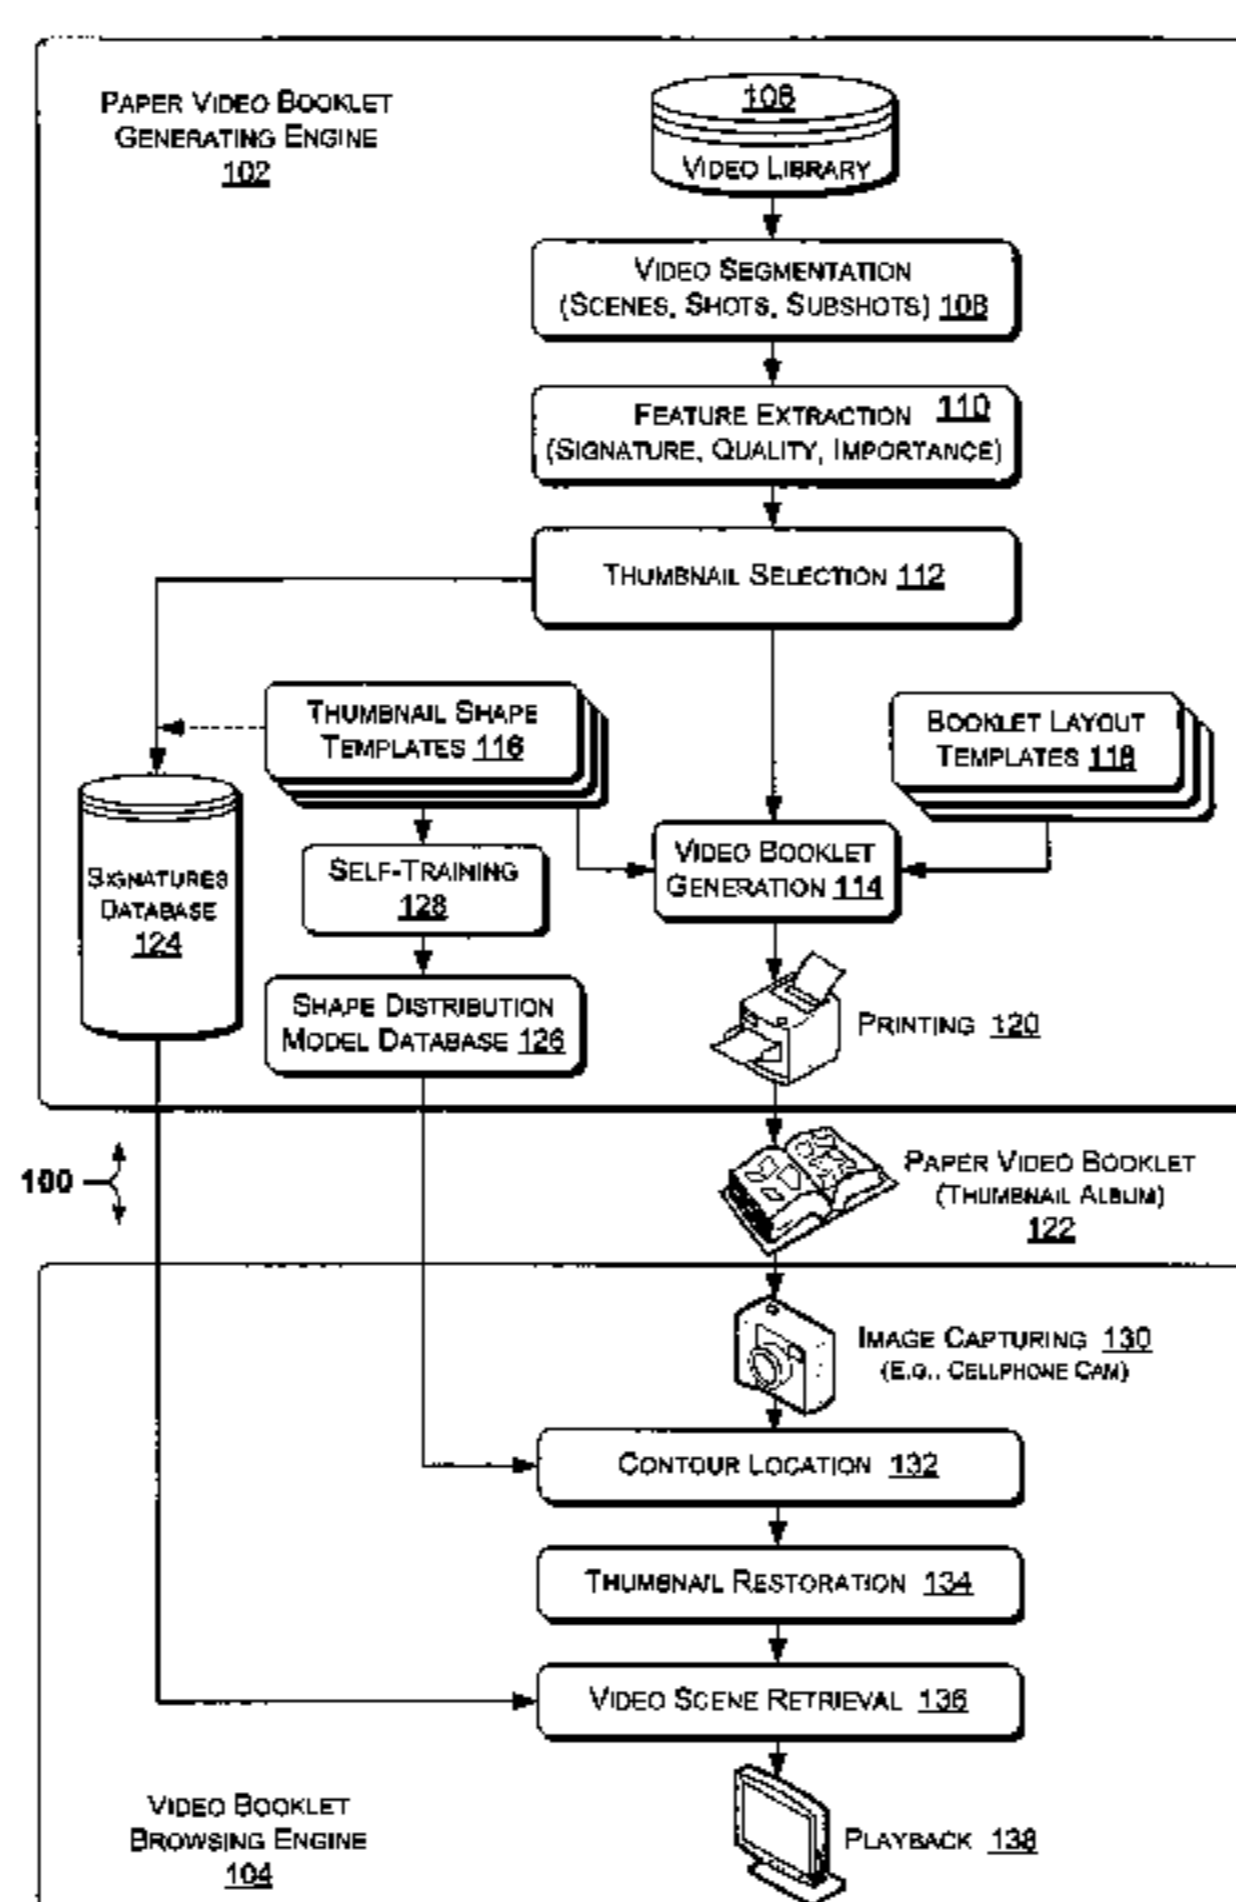 PAPER VIDEO BOOKLET
GENERATING ENGINE
102
106
VIDEO LIBRARY
VIDEO SEGMENTATION
(SCENES, SHOTS, SUBSHOTS) 108
FEATURE EXTRACTION 110
(SIGNATURE, QUALITY, IMPORTANCE)
THUMBNAIL SELECTION 112
THUMBNAIL SHAPE
TEMPLATES 116
BOOKLET LAYOUT
TEMPLATES 118
SIGNATURES
DATABASE
124
SELF-TRAINING
128
VIDEO BOOKLET
GENERATION 114
SHAPE DISTRIBUTION
MODEL DATABASE 126
PRINTING 120
100
PAPER VIDEO BOOKLET
(THUMBNAIL ALBUM)
122
IMAGE CAPTURING 130
(E.G., CELLPHONE CAM)
CONTOUR LOCATION 132
THUMBNAIL RESTORATION 134
VIDEO SCENE RETRIEVAL 136
VIDEO BOOKLET
BROWSING ENGINE
104
PLAYBACK 138